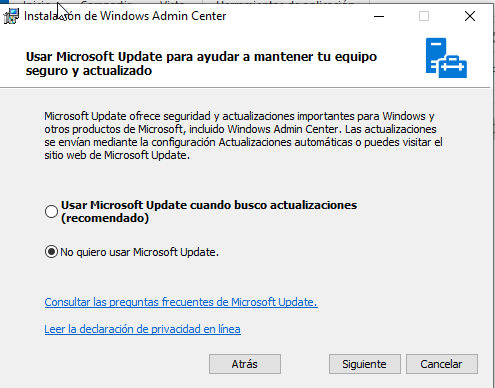 Instalación de Windows Admin Center
Usar Microsoft Update para ayudar a mantener tu equipo
seguro y actualizado
Microsoft Update ofrece seguridad y actualizaciones importantes para Windows y
otros productos de Microsoft, incluido Windows Admin Center. Las actualizaciones
se envían mediante la configuración Actualizaciones automáticas o puedes visitar el
sitio web de Microsoft Update.
Usar Microsoft Update cuando busco actualizaciones
(recomendado)
No quiero usar Microsoft Update.
Consultar las preguntas frecuentes de Microsoft Update.
Leer la declaración de privacidad en línea
Atrás
Siguiente
Cancelar